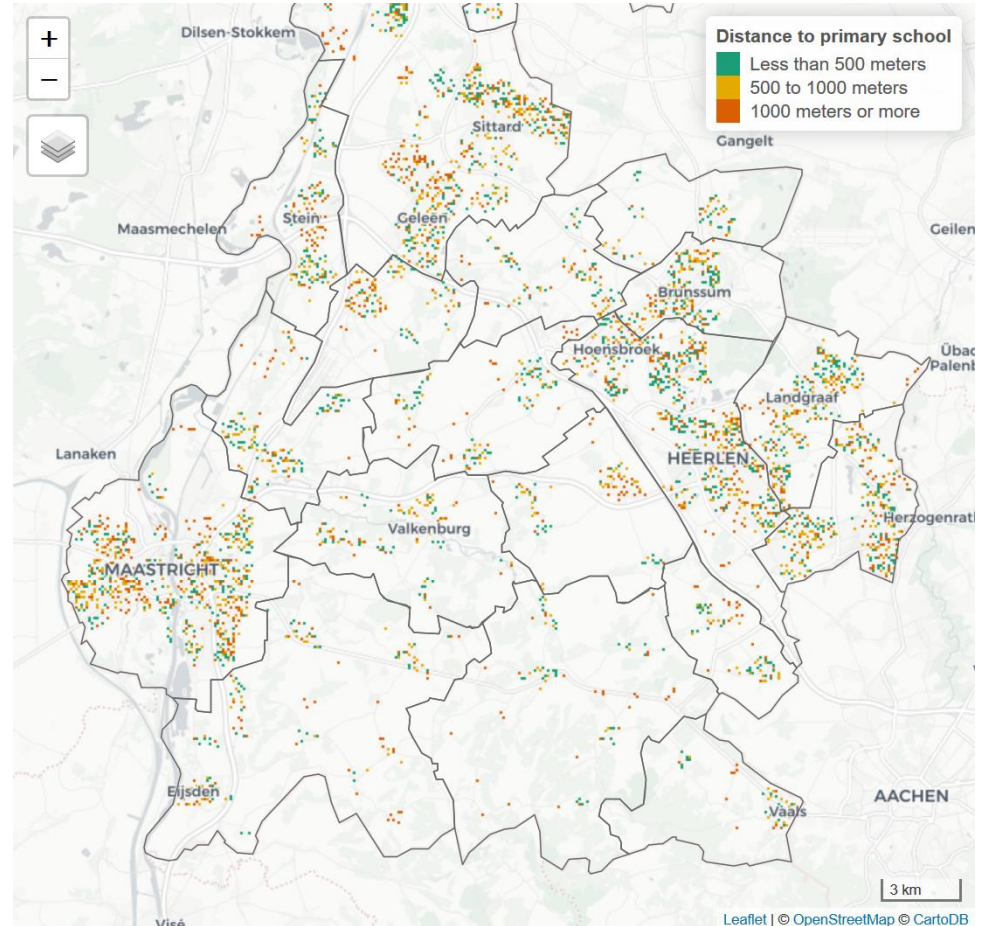 +
−
Distance to primary school
Less than 500 meters
500 to 1000 meters
1000 meters or more
Dilsen-Stokkem
Sittard
Gangelt
Maasmechelen
Stein
Geleen
Geilen
Brunssum
Hoensbroek
Übac
Palenb
Landgraaf
Lanaken
HEERLEN
Valkenburg
Herzogenrath
MAASTRICHT
Eijsden
AACHEN
Vaals
3 km
Visé
Leaflet | © OpenStreetMap © CartoDB